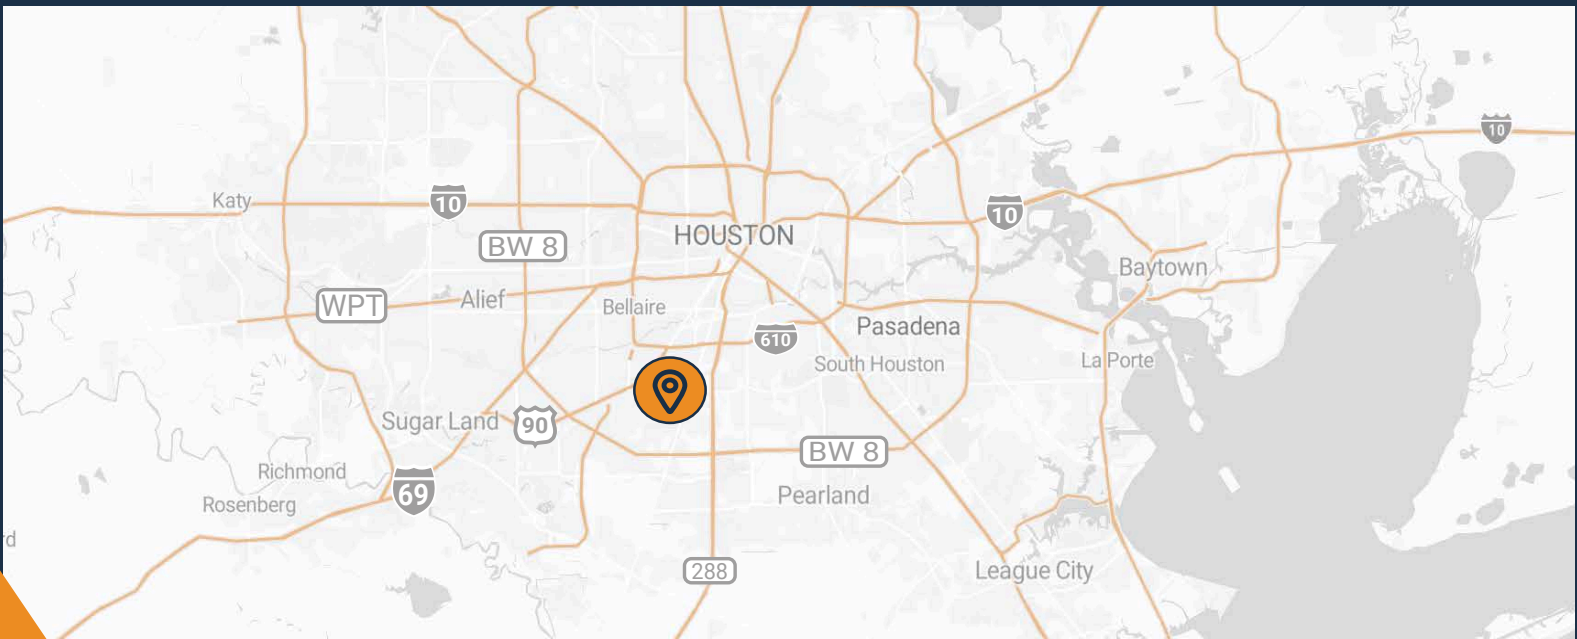 10
Katy
10
10
HOUSTON
BW 8
Baytown
WPT
Alief
Bellaire
Pasadena
610
South Houston
La Porte
Sugar Land
90
BW 8
Richmond
69
Pearland
Rosenberg
rd
288
League City